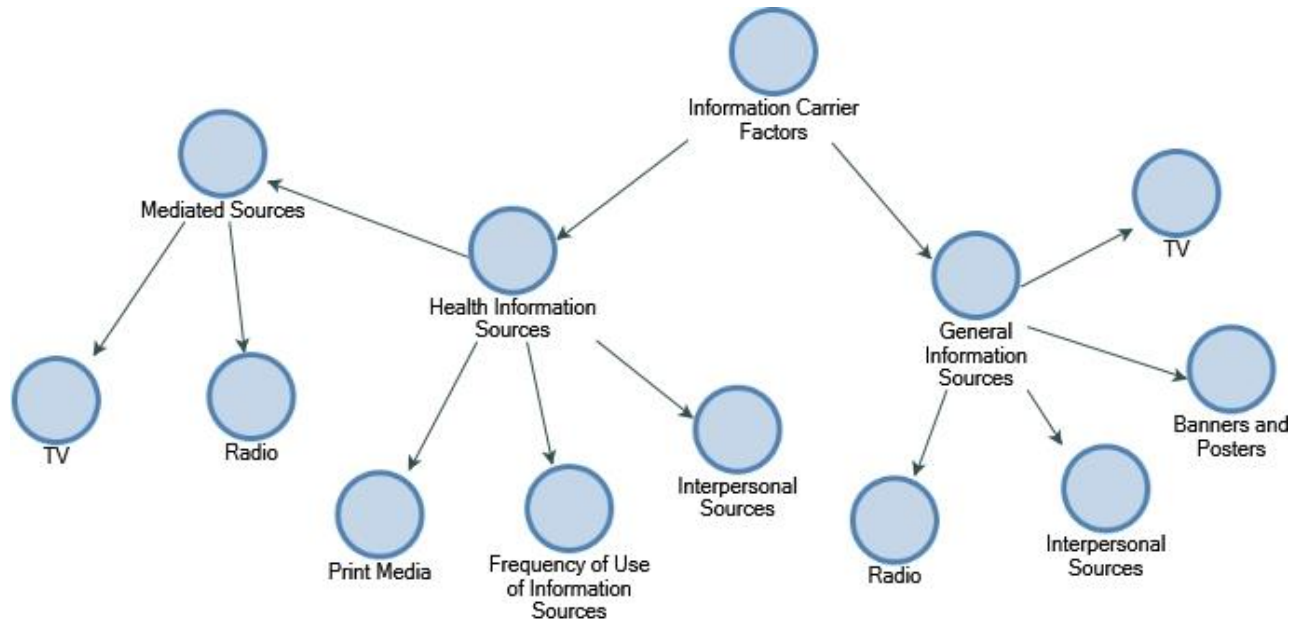 Information Carrier
Factors
Mediated Sources
TV
Health Information
Sources
General
Information
Sources
TV
Radio
Banners and
Posters
Interpersonal
Sources
Print Media
Frequency of Use
of Information
Sources
Radio
Interpersonal
Sources